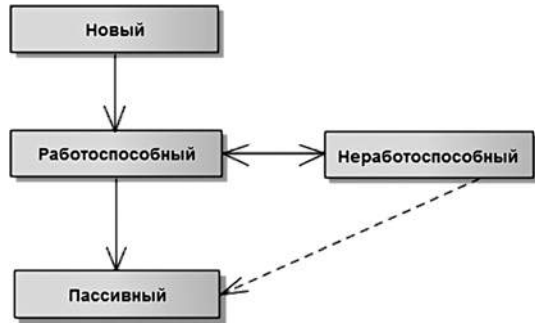 Новый
Работоспособный
Неработоспособный
Пассивный